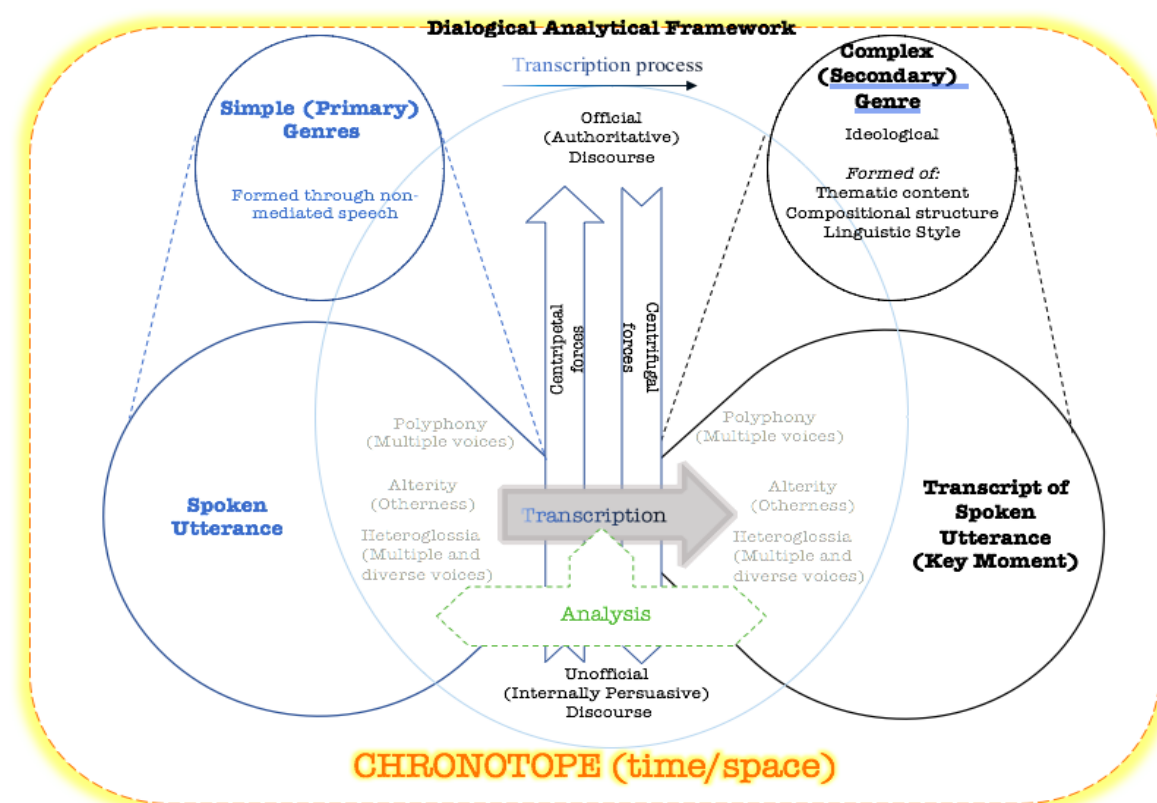 Dialogical Analytical Framework
Transcription process
Simple (Primary)
Genres
Formed through non-
mediated speech
Official
(Authoritative)
Discourse
Complex
(Secondary)
Genre
Ideological
Formed of:
Thematic content
Compositional structure
Linguistic Style
Centripetal
forces
Centrifugal
forces
Polyphony
(Multiple voices)
Alterity
(Otherness)
Heteroglossia
(Multiple and
diverse voices)
Spoken
Utterance
Transcription
Polyphony
(Multiple voices)
Alterity
(Otherness)
Heteroglossia
(Multiple and
diverse voices)
Transcript of
Spoken
Utterance
(Key Moment)
Analysis
Unofficial
(Internally Persuasive)
Discourse
CHRONOTOPE (time/space)